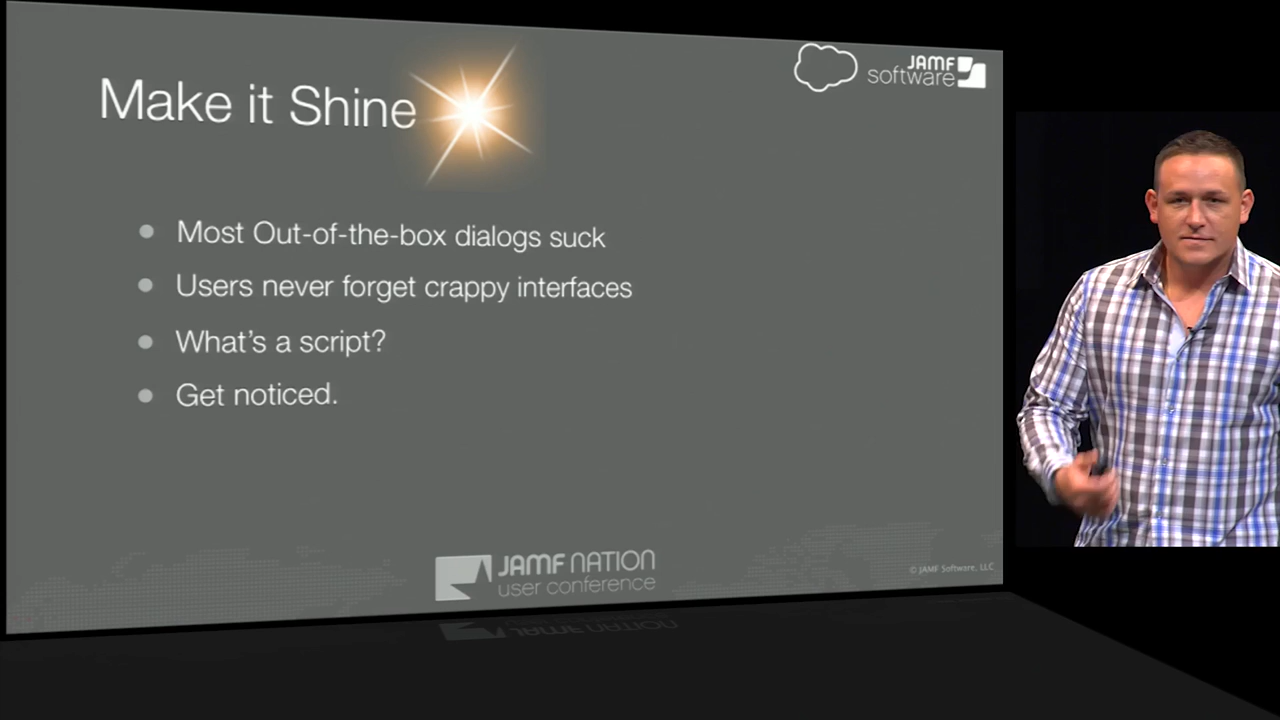 Make it Shine
JAMF
software
Most Out-of-the-box dialogs suck
Users never forget crappy interfaces
What's a script?
Get noticed.
JAMF NATION
user conference
© JAMF Software, LLC